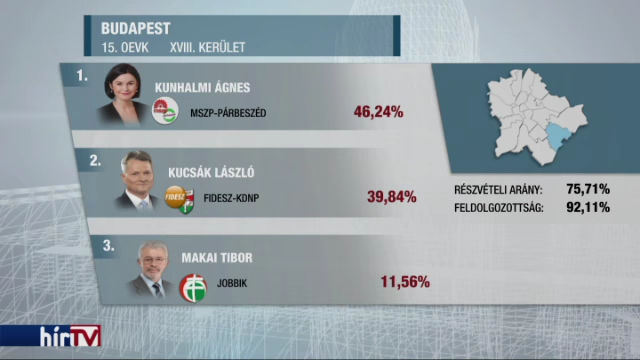 BUDAPEST
15. OEVK XVIII. KERÜLET
1.
KUNHALMI ÁGNES
MSZP-PÁRBESZÉD
46,24%
2.
KUCSÁK LÁSZLÓ
FIDESZ
FIDESZ-KDNP
39,84%
3.
MAKAI TIBOR
JOBBIK
11,56%
RÉSZVÉTELI ARÁNY: 75,71%
FELDOLGOZOTTSÁG: 92,11%
hírTV